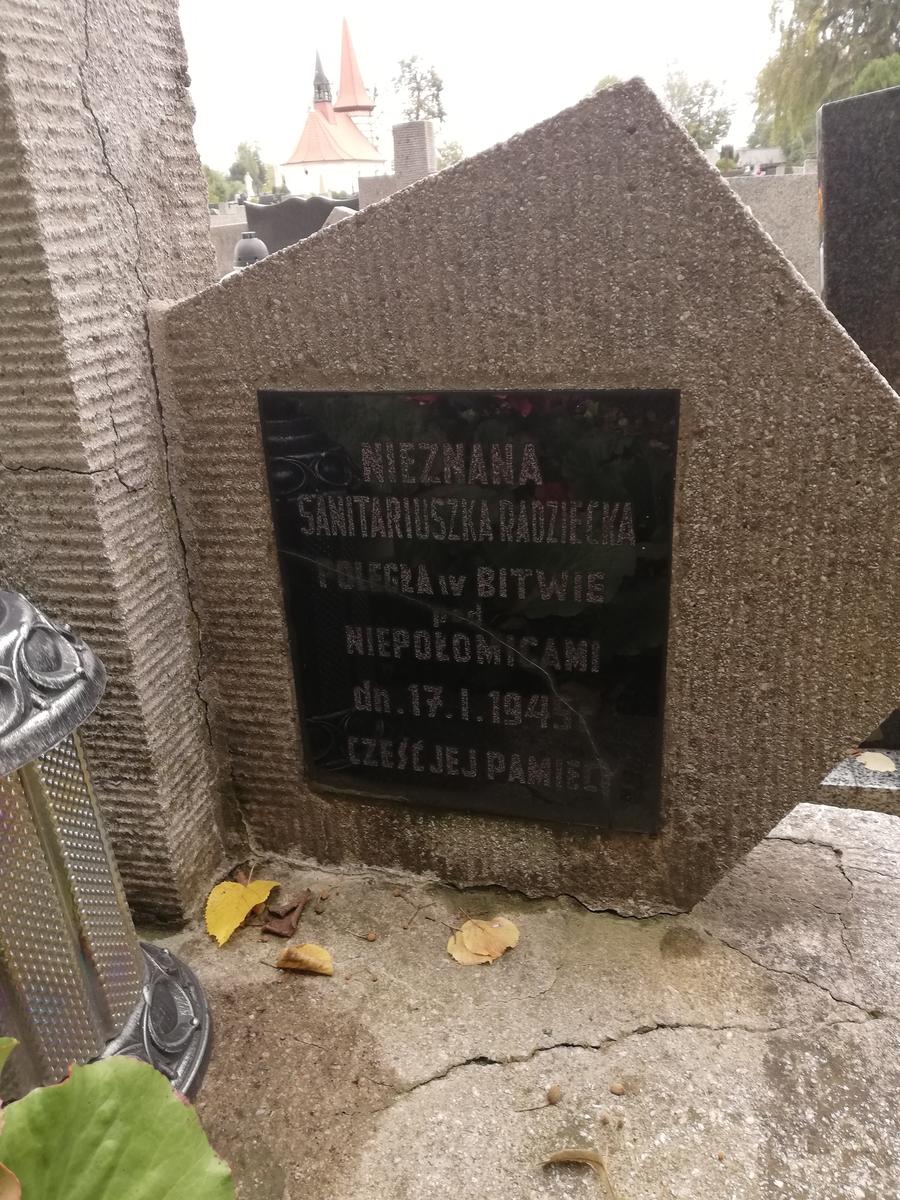 NIEZNANA
SANITARIUSZKA RADZIECKA
POLEGŁA W BITWIE
pod
NIEPOŁOMICAMI
dn. 17. I. 1945
CZEŚĆ JEJ PAMIĘCI